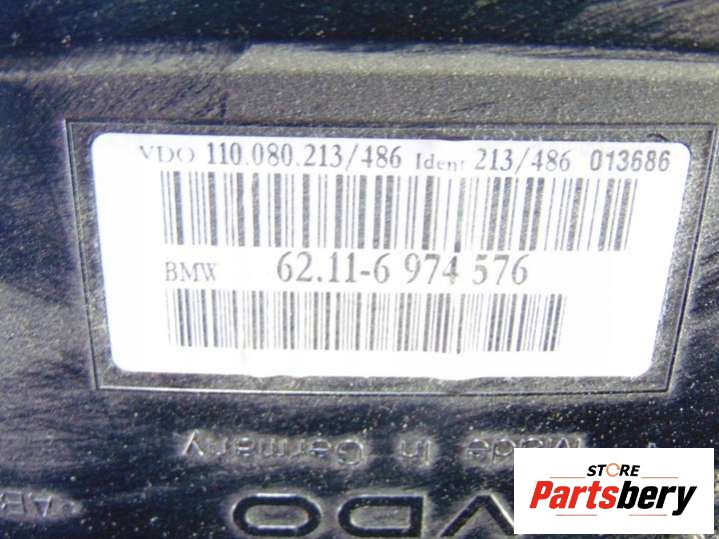 VDO 110.080.213/486 Ident 213/486 013686
BMW 62.11-6 974 576
Made in Germany
VDO
STORE
Partsbery